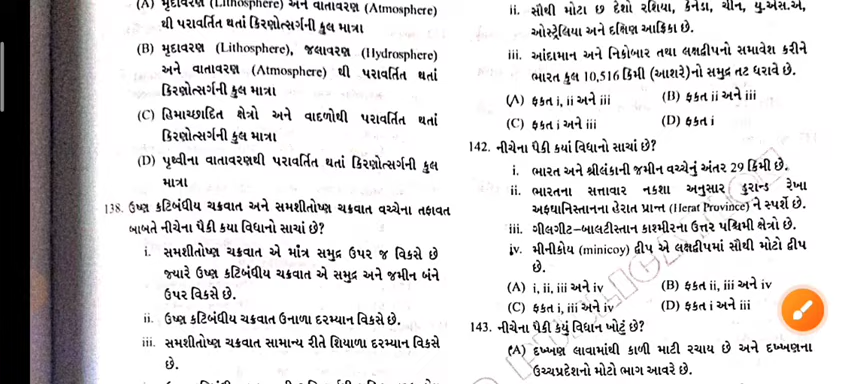 (A) મૃદાવરણ (Lithosphere) અને વાતાવરણ (Atmosphere)
થી પરાવર્તિત થતાં કિરણોત્સર્ગની કુલ માત્રા
(B) મૃદાવરણ (Lithosphere), જલાવરણ (Hydrosphere)
અને વાતાવરણ (Atmosphere) થી પરાવર્તિત થતાં
કિરણોત્સર્ગની કુલ માત્રા
(C) હિમાચ્છાદિત ક્ષેત્રો અને વાદળોથી પરાવર્તિત થતાં
કિરણોત્સર્ગની કુલ માત્રા
(D) પૃથ્વીના વાતાવરણથી પરાવર્તિત થતાં કિરણોત્સર્ગની કુલ
માત્રા
138. ઉષ્ણ કટિબંધીય ચક્રવાત અને સમશીતોષ્ણ ચક્રવાત વચ્ચેના તફાવત
બાબતે નીચેના પૈકી કયા વિધાનો સાચાં છે?
i. સમશીતોષ્ણ ચક્રવાત એ માત્ર સમુદ્ર ઉપર જ વિકસે છે
જ્યારે ઉષ્ણ કટિબંધીય ચક્રવાત એ સમુદ્ર અને જમીન બંને
ઉપર વિકસે છે.
ii. ઉષ્ણ કટિબંધીય ચક્રવાત ઉનાળા દરમ્યાન વિકસે છે.
iii. સમશીતોષ્ણ ચક્રવાત સામાન્ય રીતે શિયાળા દરમ્યાન વિકસે
છે.
ii. સૌથી મોટા છ દેશો રશિયા, કેનેડા, ચીન, યુ.એસ.એ,
ઓસ્ટ્રેલિયા અને દક્ષિણ આફ્રિકા છે.
iii. આંદામાન અને નિકોબાર તથા લક્ષદ્વીપનો સમાવેશ કરીને
ભારત કુલ 10,516 કિમી (આશરે)નો સમુદ્ર તટ ધરાવે છે.
(A) ફકત i, ii અને iii (B) ફકત ii અને iii
(C) ફકત i અને iii (D) ફકત i
142. નીચેના પૈકી કયાં વિધાનો સાચાં છે?
i. ભારત અને શ્રીલંકાની જમીન વચ્ચેનું અંતર 29 કિમી છે.
ii. ભારતના સત્તાવાર નકશા અનુસાર ડુરાન્ડ રેખા
અફઘાનિસ્તાનના હેરાત પ્રાન્ત (Herat Province) ને સ્પર્શે છે.
iii. ગીલગીટ–બાલટીસ્તાન કાશ્મીરના ઉત્તર પશ્ચિમી ક્ષેત્રો છે.
iv. મીનીકોય (minicoy) દ્વીપ એ લક્ષદ્વીપમાં સૌથી મોટો દ્વીપ
છે.
(A) i, ii, iii અને iv (B) ફકત ii, iii અને iv
(C) ફકત i, iii અને iv (D) ફકત i અને iii
143. નીચેના પૈકી કયું વિધાન ખોટું છે?
(A) દખ્ખણ લાવામાંથી કાળી માટી રચાય છે અને દખ્ખણના
ઉચ્ચપ્રદેશનો મોટો ભાગ આવરે છે.